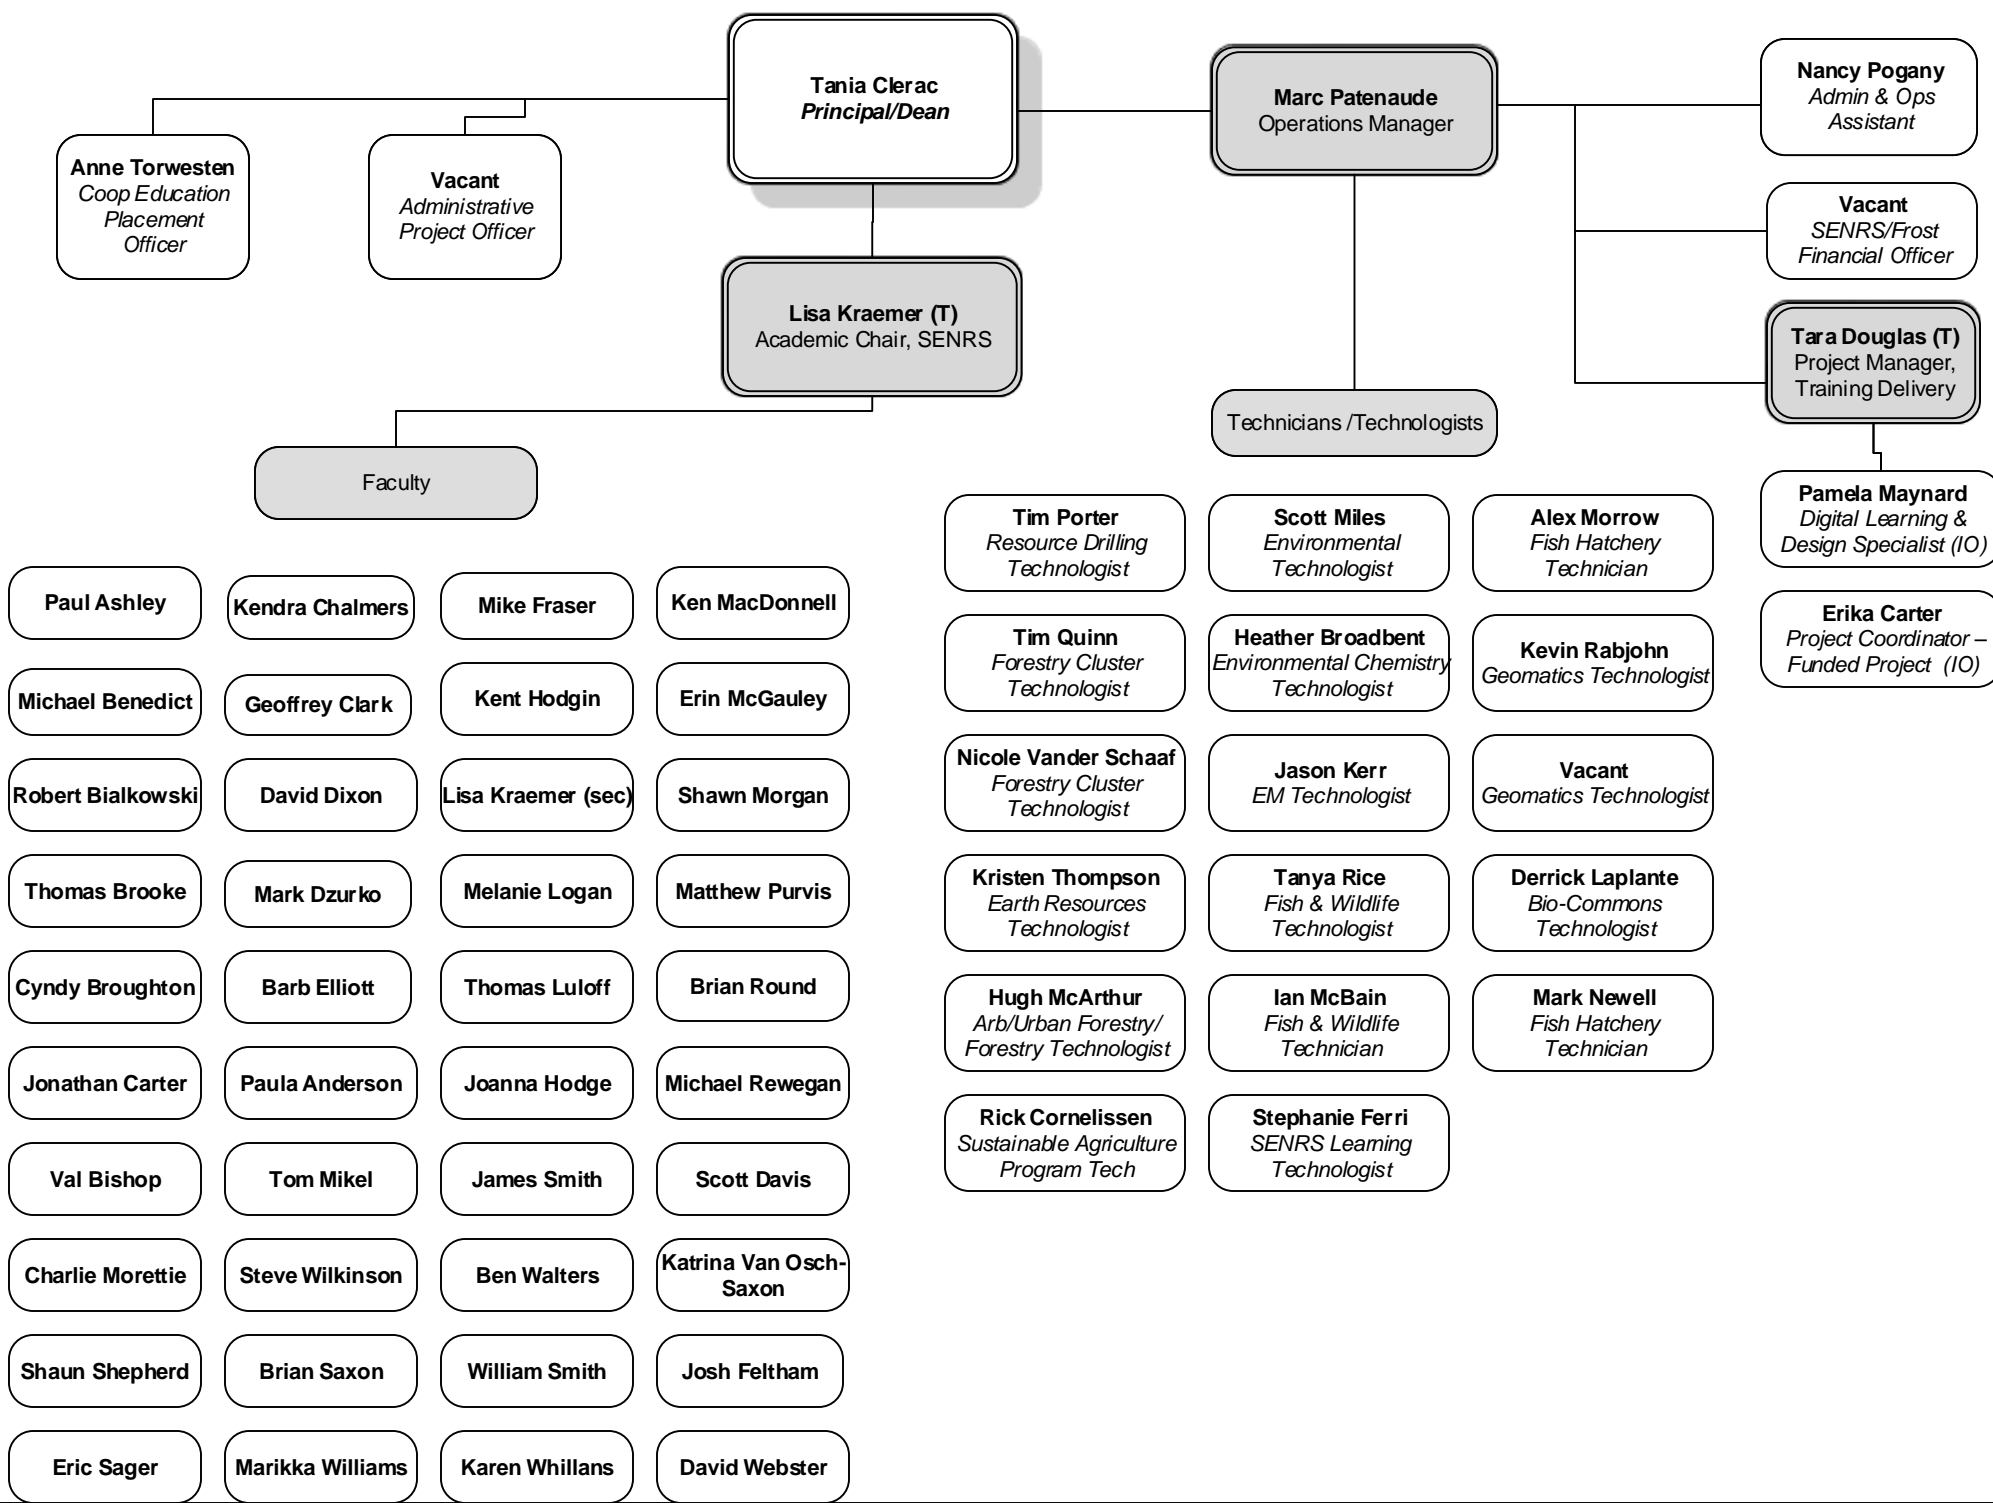 Tania Clerac
Principal/Dean
Marc Patenaude
Operations Manager
Nancy Pogany
Admin & Ops
Assistant
Anne Torwesten
Coop Education
Placement
Officer
Vacant
Administrative
Project Officer
Vacant
SENRS/Frost
Financial Officer
Lisa Kraemer (T)
Academic Chair, SENRS
Tara Douglas (T)
Project Manager,
Training Delivery
Faculty
Technicians /Technologists
Pamela Maynard
Digital Learning &
Design Specialist (IO)
Erika Carter
Project Coordinator –
Funded Project (IO)
Paul Ashley
Kendra Chalmers
Mike Fraser
Ken MacDonnell
Michael Benedict
Geoffrey Clark
Kent Hodgin
Erin McGauley
Robert Bialkowski
David Dixon
Lisa Kraemer (sec)
Shawn Morgan
Thomas Brooke
Mark Dzurko
Melanie Logan
Matthew Purvis
Cyndy Broughton
Barb Elliott
Thomas Luloff
Brian Round
Jonathan Carter
Paula Anderson
Joanna Hodge
Michael Rewegan
Val Bishop
Tom Mikel
James Smith
Scott Davis
Charlie Morettie
Steve Wilkinson
Ben Walters
Katrina Van Osch-
Saxon
Shaun Shepherd
Brian Saxon
William Smith
Josh Feltham
Eric Sager
Marikka Williams
Karen Whillans
David Webster
Tim Porter
Resource Drilling
Technologist
Scott Miles
Environmental
Technologist
Alex Morrow
Fish Hatchery
Technician
Tim Quinn
Forestry Cluster
Technologist
Heather Broadbent
Environmental Chemistry
Technologist
Kevin Rabjohn
Geomatics Technologist
Nicole Vander Schaaf
Forestry Cluster
Technologist
Jason Kerr
EM Technologist
Vacant
Geomatics Technologist
Kristen Thompson
Earth Resources
Technologist
Tanya Rice
Fish & Wildlife
Technologist
Derrick Laplante
Bio-Commons
Technologist
Hugh McArthur
Arb/Urban Forestry/
Forestry Technologist
Ian McBain
Fish & Wildlife
Technician
Mark Newell
Fish Hatchery
Technician
Rick Cornelissen
Sustainable Agriculture
Program Tech
Stephanie Ferri
SENRS Learning
Technologist